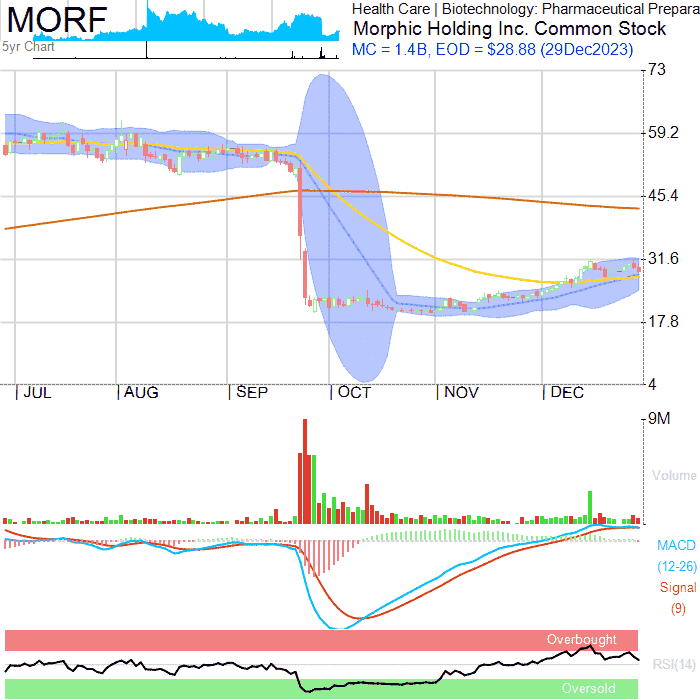 MORF
5yr Chart
Health Care | Biotechnology: Pharmaceutical Prepara
Morphic Holding Inc. Common Stock
MC = 1.4B, EOD = $28.88 (29Dec2023)
73
59.2
45.4
31.6
17.8
4
JUL AUG SEP OCT NOV DEC
9M
Volume
MACD
(12-26)
Signal
(9)
Overbought
RSI(14)
Oversold